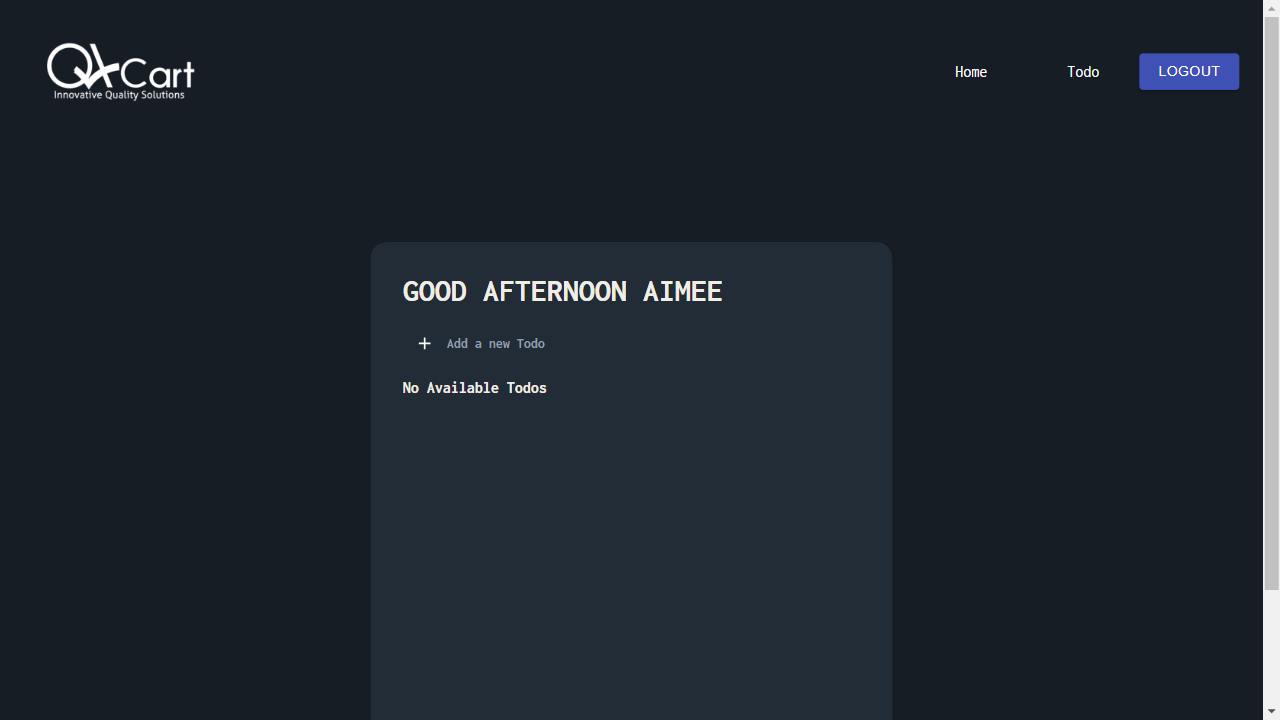 QACart
Innovative Quality Solutions
Home
Todo
LOGOUT
GOOD AFTERNOON AIMEE
Add a new Todo
No Available Todos